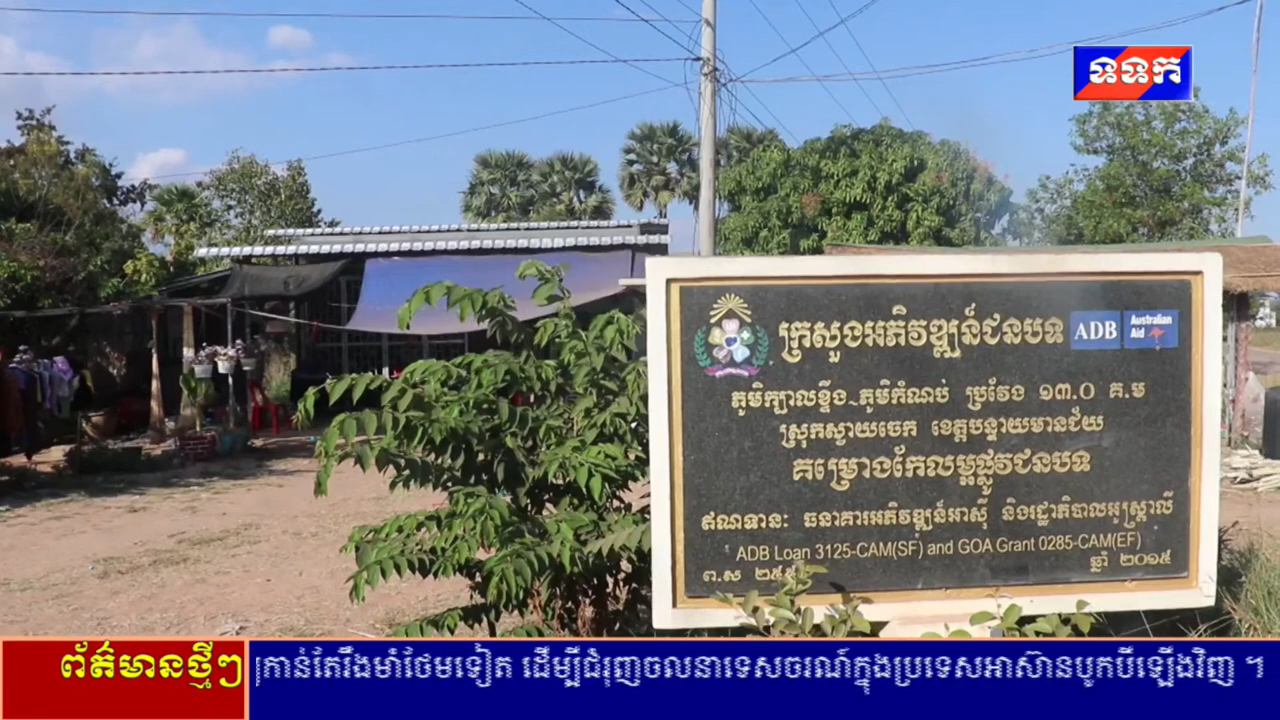 ទទក
ក្រសួងអភិវឌ្ឍន៍ជនបទ
ADB
Australian
Aid
ភូមិក្បាលខ្ទឹង ~ ភូមិកំណប់ ប្រវែង ១៣.០ គ.ម
ស្រុកស្វាយចេក ខេត្តបន្ទាយមានជ័យ
គម្រោងកែលម្អផ្លូវជនបទ
ឥណទានៈ ធនាគារអភិវឌ្ឍន៍អាស៊ី និងរដ្ឋាភិបាលអូស្ត្រាលី
ADB Loan 3125-CAM(SF) and GOA Grant 0285-CAM(EF)
ព.ស ២៥ ឆ្នាំ ២០១៥
ព័ត៌មានថ្មីៗ
ក្រាន់តែរឹងមាំថែមទៀត ដើម្បីជំរុញចលនាទេសចរណ៍ក្នុងប្រទេសអាស៊ានបូកបីឡើងវិញ ។